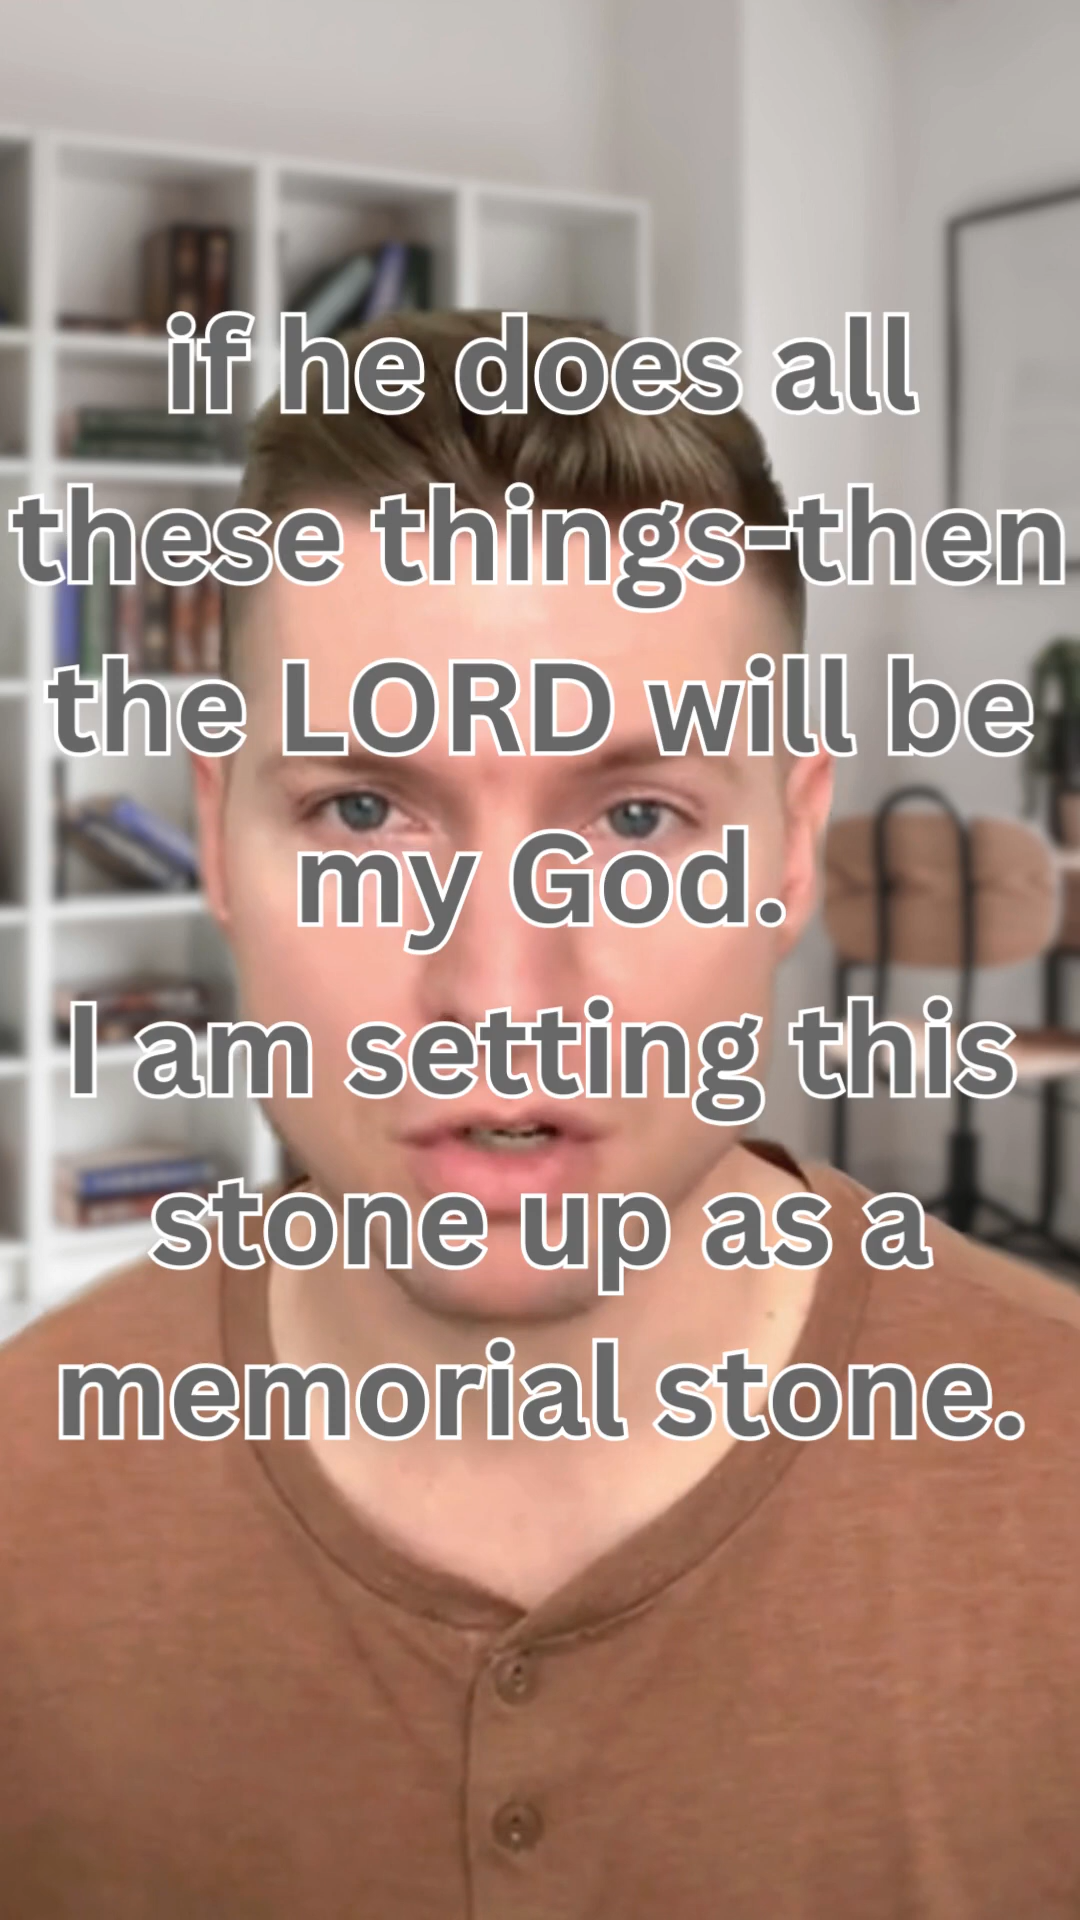 if he does all
these things-then
the LORD will be
my God.
I am setting this
stone up as a
memorial stone.